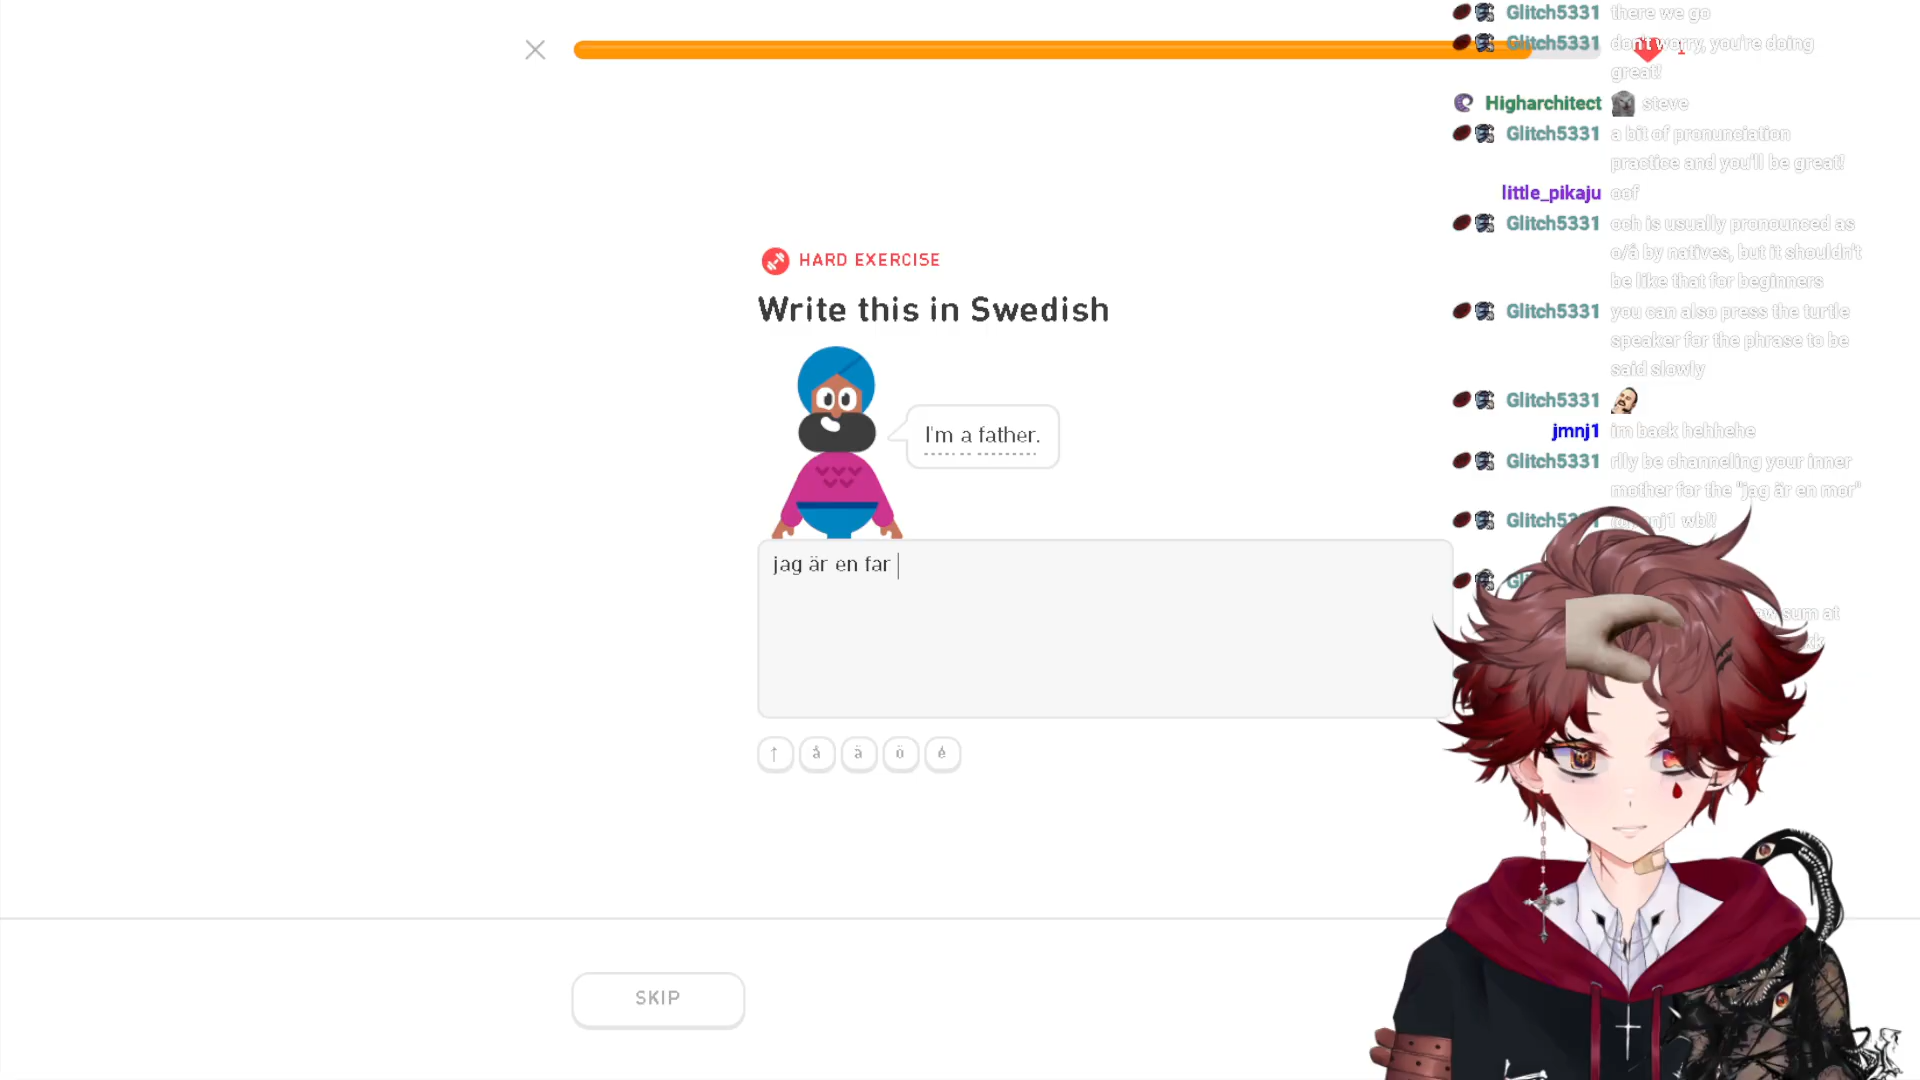 HARD EXERCISE
Write this in Swedish
I'm a father.
jag är en far
↑ å ä ö é
SKIP
1
Glitch5331 there we go
Glitch5331 don't worry, you're doing
great!
Higharchitect steve
Glitch5331 a bit of pronunciation
practice and you'll be great!
little_pikaju oof
Glitch5331 och is usually pronounced as
o/å by natives, but it shouldn't
be like that for beginners
Glitch5331 you can also press the turtle
speaker for the phrase to be
said slowly
Glitch5331
jmnj1 im back hehhehe
Glitch5331 rlly be channeling your inner
mother for the "jag är en mor"
wb!!
sum at